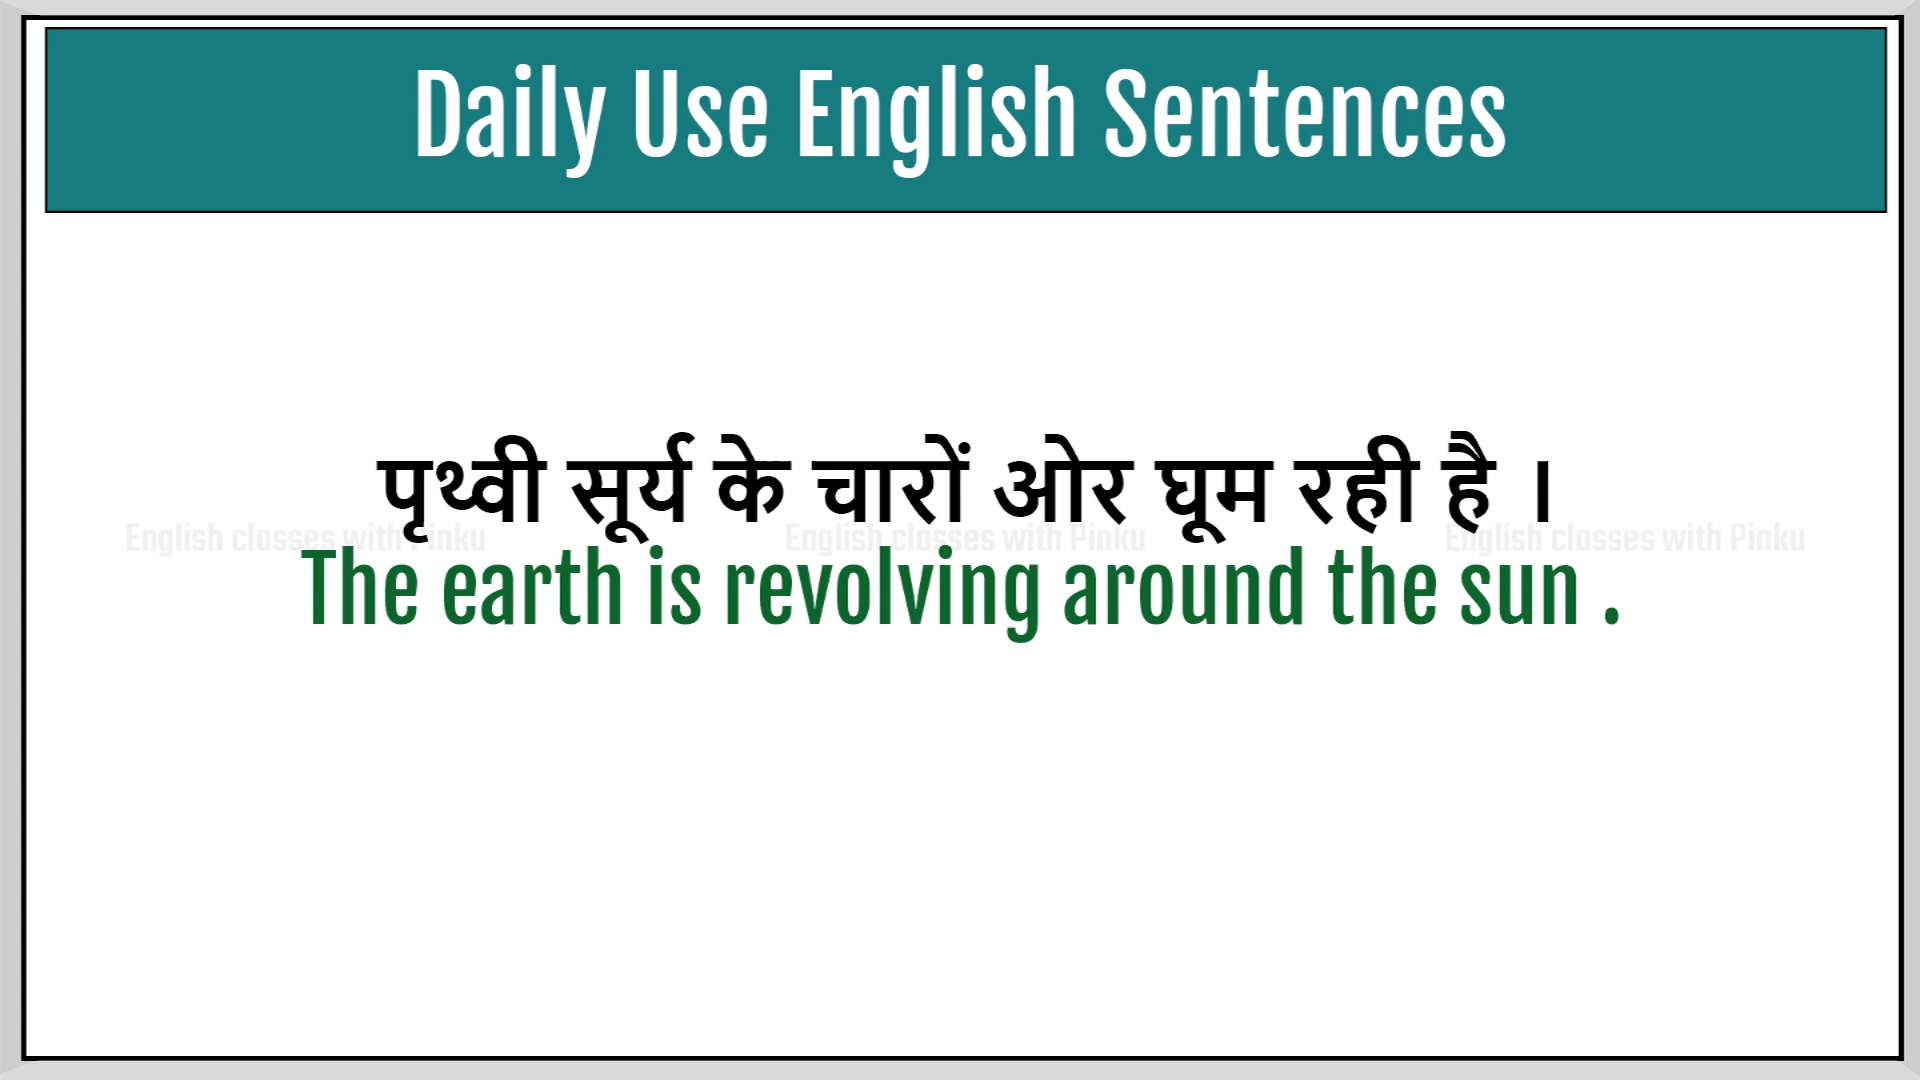 Daily Use English Sentences
पृथ्वी सूर्य के चारों ओर घूम रही है ।
English classes with Pinku English classes with Pinku English classes with Pinku
The earth is revolving around the sun .